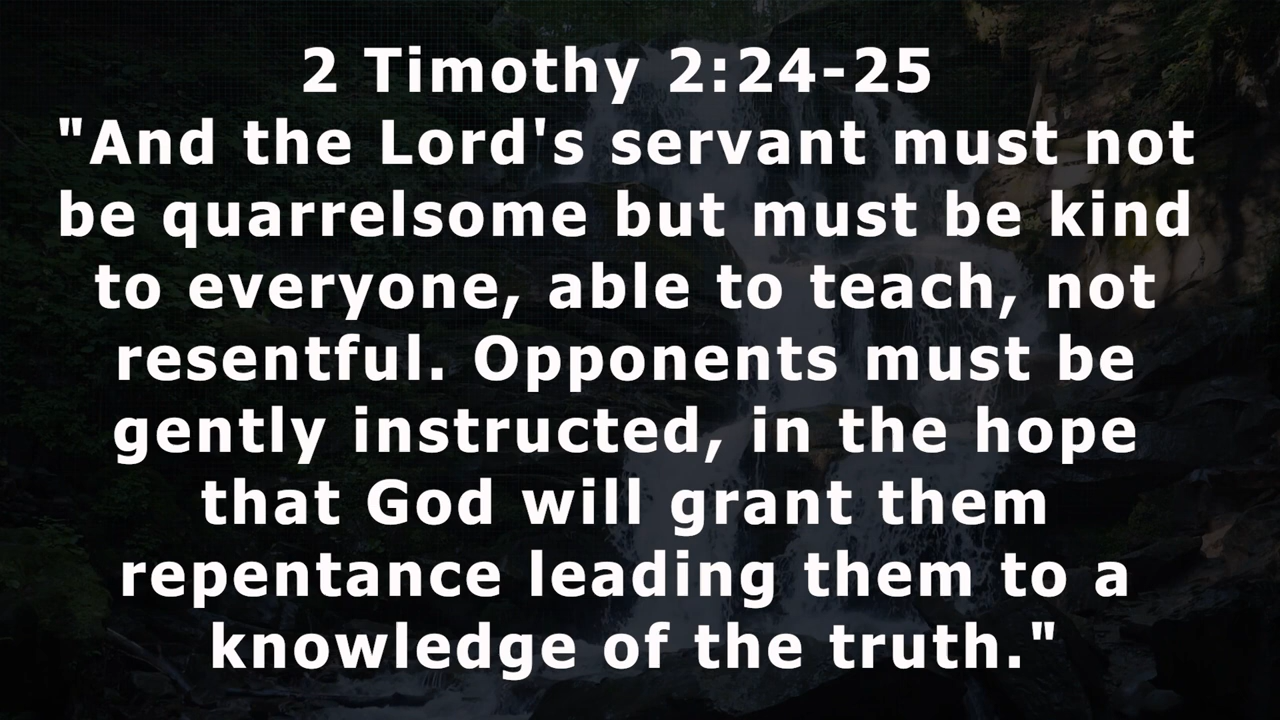 2 Timothy 2:24-25
"And the Lord's servant must not
be quarrelsome but must be kind
to everyone, able to teach, not
resentful. Opponents must be
gently instructed, in the hope
that God will grant them
repentance leading them to a
knowledge of the truth."